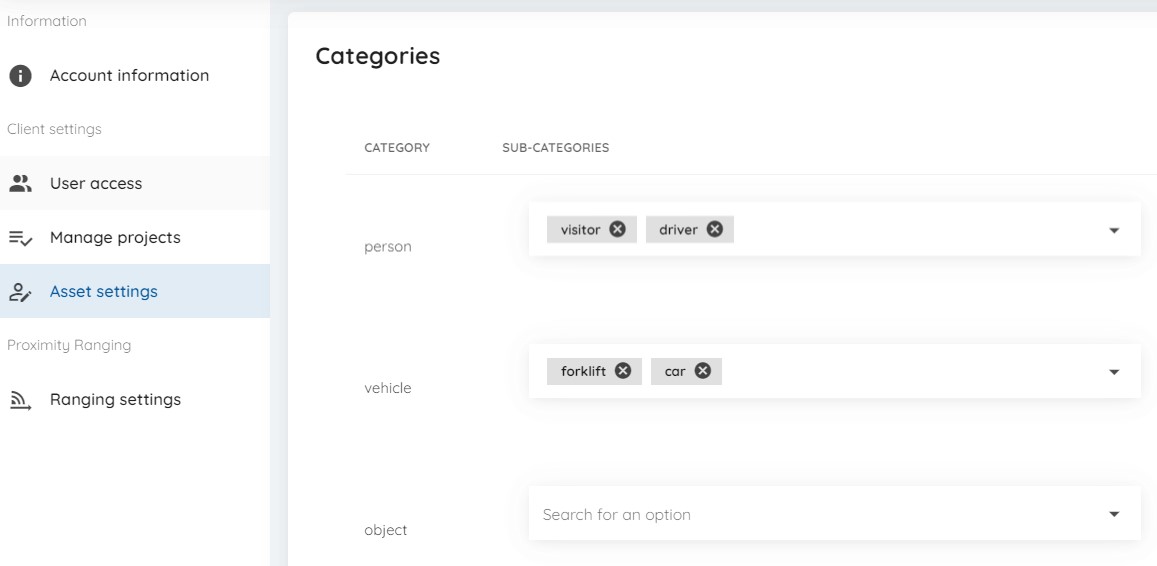 Information
Account information
Client settings
User access
Manage projects
Asset settings
Proximity Ranging
Ranging settings
Categories
CATEGORY SUB-CATEGORIES
person visitor driver
vehicle forklift car
object Search for an option